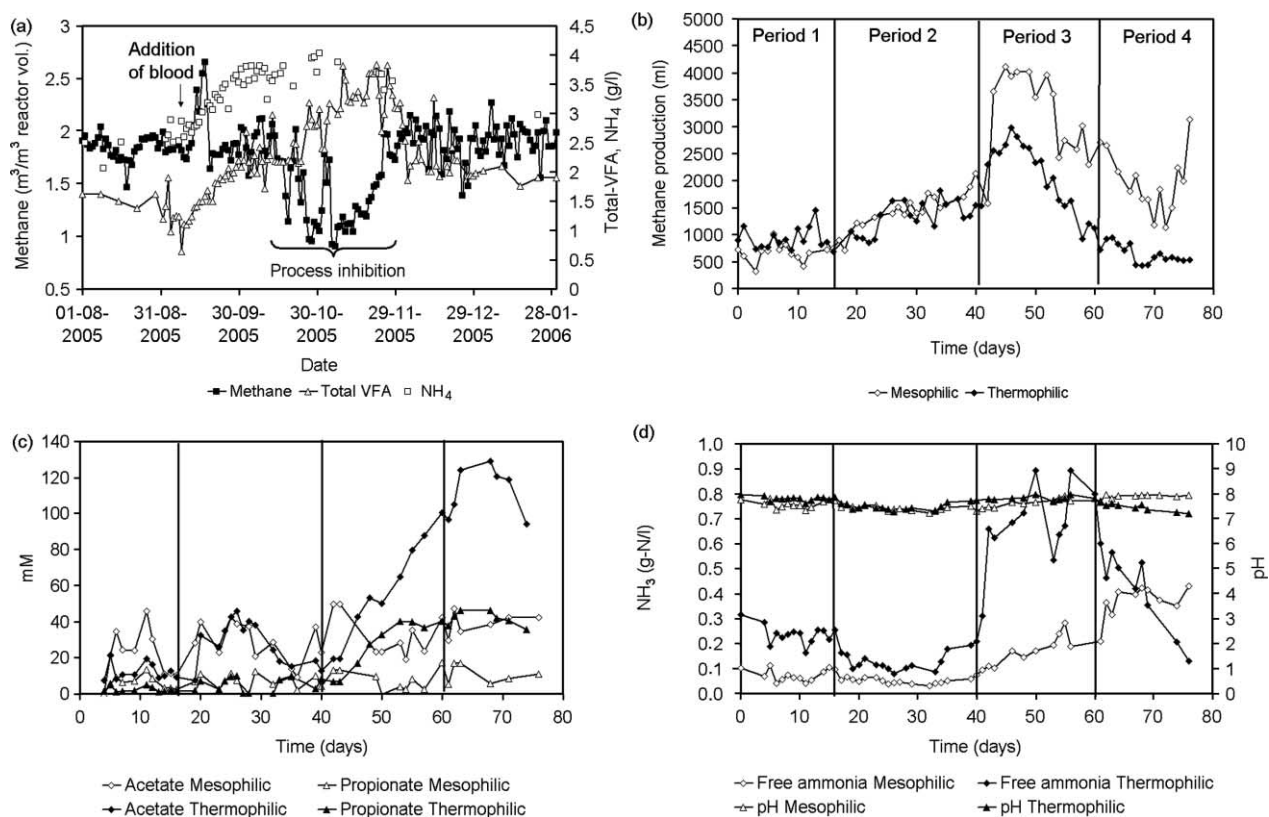 (a)
Methane (m³/m³ reactor vol.)
3
2.5
2
1.5
1
0.5
Addition
of blood
Process inhibition
4.5
4
3.5
3
2.5
2
1.5
1
0.5
0
Total-VFA, NH₄ (g/l)
01-08- 31-08- 30-09- 30-10- 29-11- 29-12- 28-01-
2005 2005 2005 2005 2005 2005 2006
Date
Methane Total VFA NH₄
(b)
Methane production (ml)
5000
4500
4000
3500
3000
2500
2000
1500
1000
500
0
Period 1 Period 2 Period 3 Period 4
0 10 20 30 40 50 60 70 80
Time (days)
Mesophilic Thermophilic
(c)
mM
140
120
100
80
60
40
20
0
0 10 20 30 40 50 60 70 80
Time (days)
Acetate Mesophilic Propionate Mesophilic
Acetate Thermophilic Propionate Thermophilic
(d)
NH₃ (g-N/l)
1.0
0.9
0.8
0.7
0.6
0.5
0.4
0.3
0.2
0.1
0.0
10
9
8
7
6
5
4
3
2
1
0
pH
0 10 20 30 40 50 60 70 80
Time (days)
Free ammonia Mesophilic Free ammonia Thermophilic
pH Mesophilic pH Thermophilic